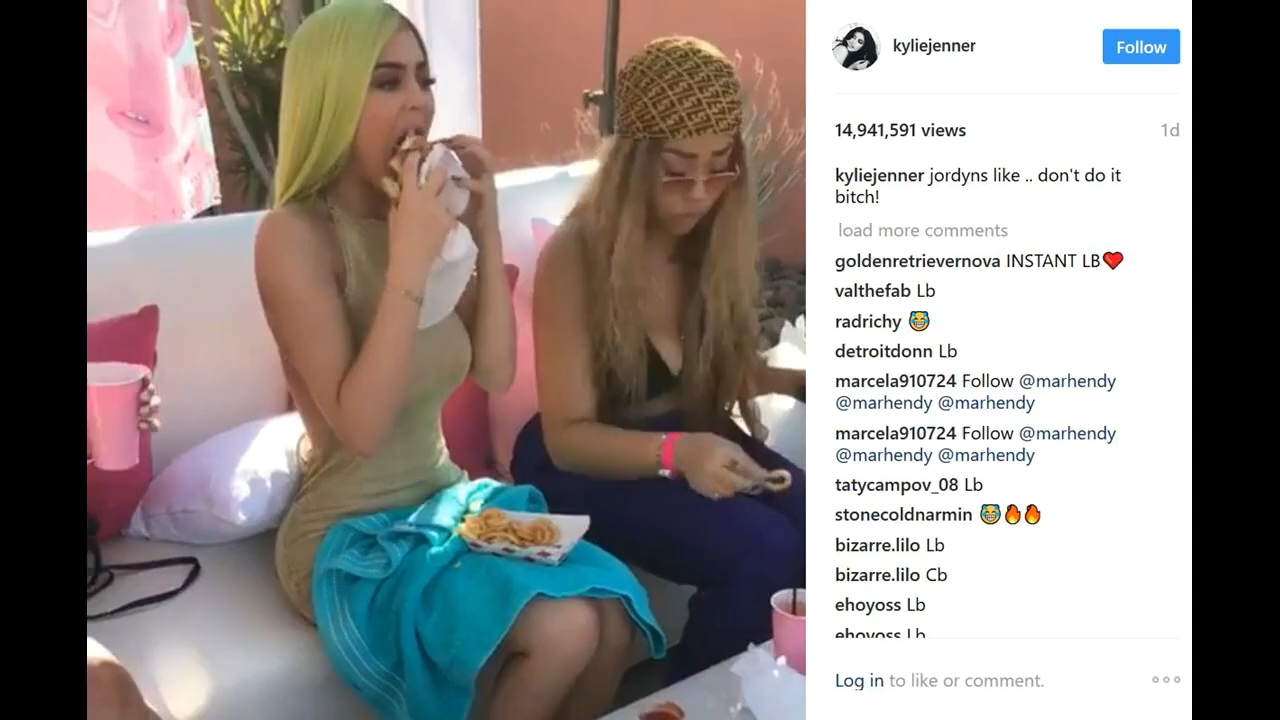 kyliejenner
Follow
14,941,591 views
1d
kyliejenner jordyns like .. don't do it
bitch!
load more comments
goldenretrievernova INSTANT LB❤️
valthefab Lb
radrichy 😹
detroitdonn Lb
marcela910724 Follow @marhendy
@marhendy @marhendy
marcela910724 Follow @marhendy
@marhendy @marhendy
tatycampov_08 Lb
stonecoldnarmin 😹🔥🔥
bizarre.lilo Lb
bizarre.lilo Cb
ehoyoss Lb
ehoyoss Lb
Log in to like or comment.